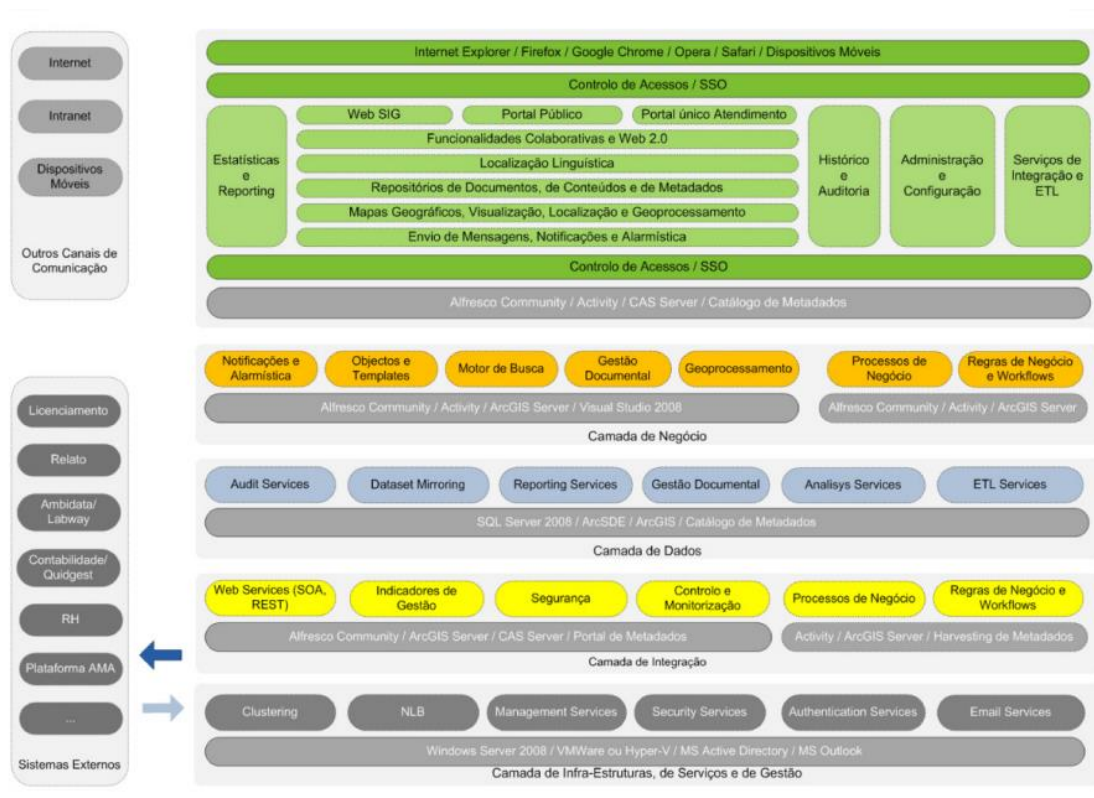 Internet
Intranet
Dispositivos
Móveis
Outros Canais de
Comunicação
Internet Explorer / Firefox / Google Chrome / Opera / Safari / Dispositivos Móveis
Controlo de Acessos / SSO
Estatísticas
e
Reporting
Web SIG
Portal Público
Portal único Atendimento
Funcionalidades Colaborativas e Web 2.0
Localização Linguística
Repositórios de Documentos, de Conteúdos e de Metadados
Mapas Geográficos, Visualização, Localização e Geoprocessamento
Envio de Mensagens, Notificações e Alarmística
Histórico
e
Auditoria
Administração
e
Configuração
Serviços de
Integração e
ETL
Controlo de Acessos / SSO
Alfresco Community / Activity / CAS Server / Catálogo de Metadados
Notificações e
Alarmística
Objectos e
Templates
Motor de Busca
Gestão
Documental
Geoprocessamento
Processos de
Negócio
Regras de Negócio
e Workflows
Alfresco Community / Activity / ArcGIS Server / Visual Studio 2008
Alfresco Community / Activity / ArcGIS Server
Camada de Negócio
Audit Services
Dataset Mirroring
Reporting Services
Gestão Documental
Analisys Services
ETL Services
SQL Server 2008 / ArcSDE / ArcGIS / Catálogo de Metadados
Camada de Dados
Web Services (SOA,
REST)
Indicadores de
Gestão
Segurança
Controlo e
Monitorização
Processos de Negócio
Regras de Negócio e
Workflows
Alfresco Community / ArcGIS Server / CAS Server / Portal de Metadados
Activity / ArcGIS Server / Harvesting de Metadados
Camada de Integração
Clustering
NLB
Management Services
Security Services
Authentication Services
Email Services
Windows Server 2008 / VMWare ou Hyper-V / MS Active Directory / MS Outlook
Camada de Infra-Estruturas, de Serviços e de Gestão
Licenciamento
Relato
Ambidata/
Labway
Contabilidade/
Quidgest
RH
Plataforma AMA
...
Sistemas Externos